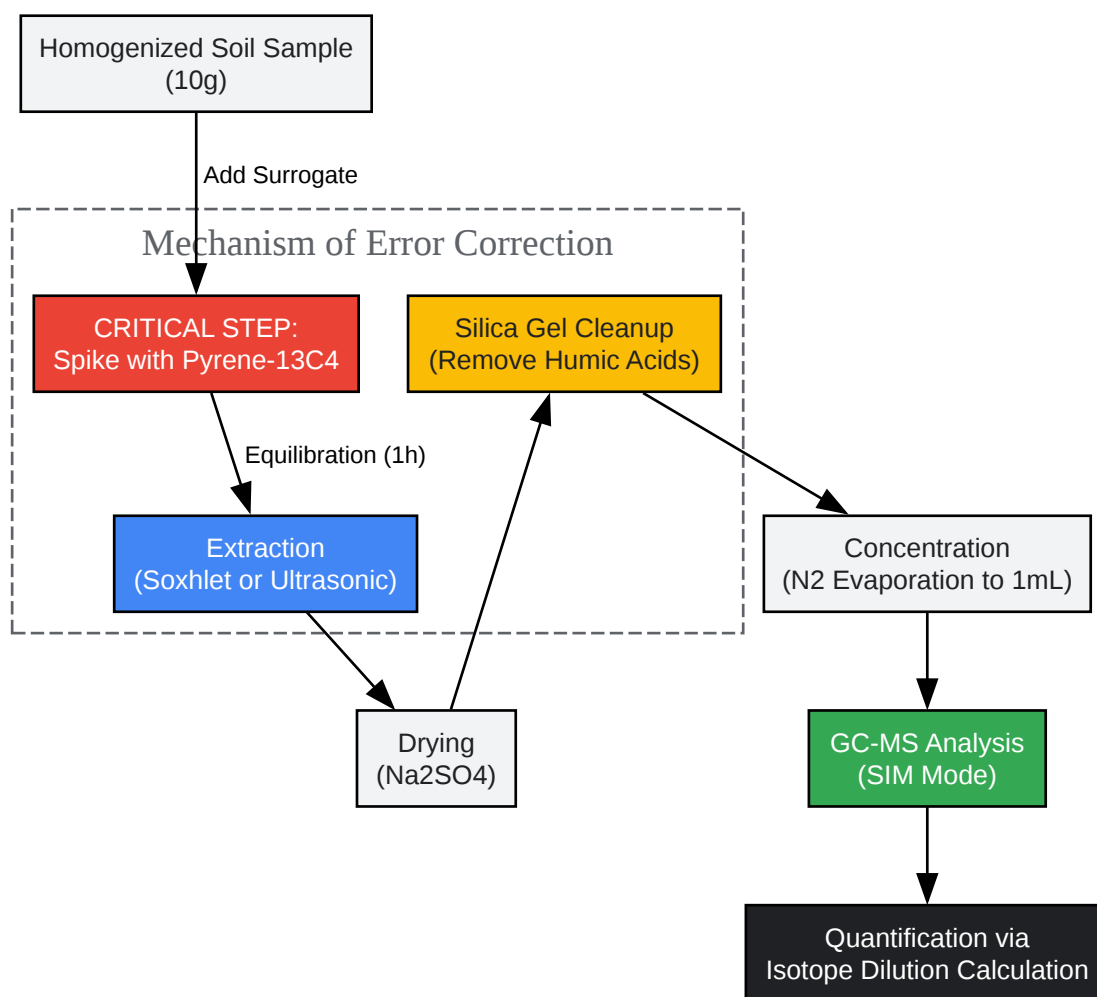 Homogenized Soil Sample
(10g)
Add Surrogate
Mechanism of Error Correction
CRITICAL STEP:
Spike with Pyrene-13C4
Silica Gel Cleanup
(Remove Humic Acids)
Equilibration (1h)
Extraction
(Soxhlet or Ultrasonic)
Concentration
(N2 Evaporation to 1mL)
Drying
(Na2SO4)
GC-MS Analysis
(SIM Mode)
Quantification via
Isotope Dilution Calculation